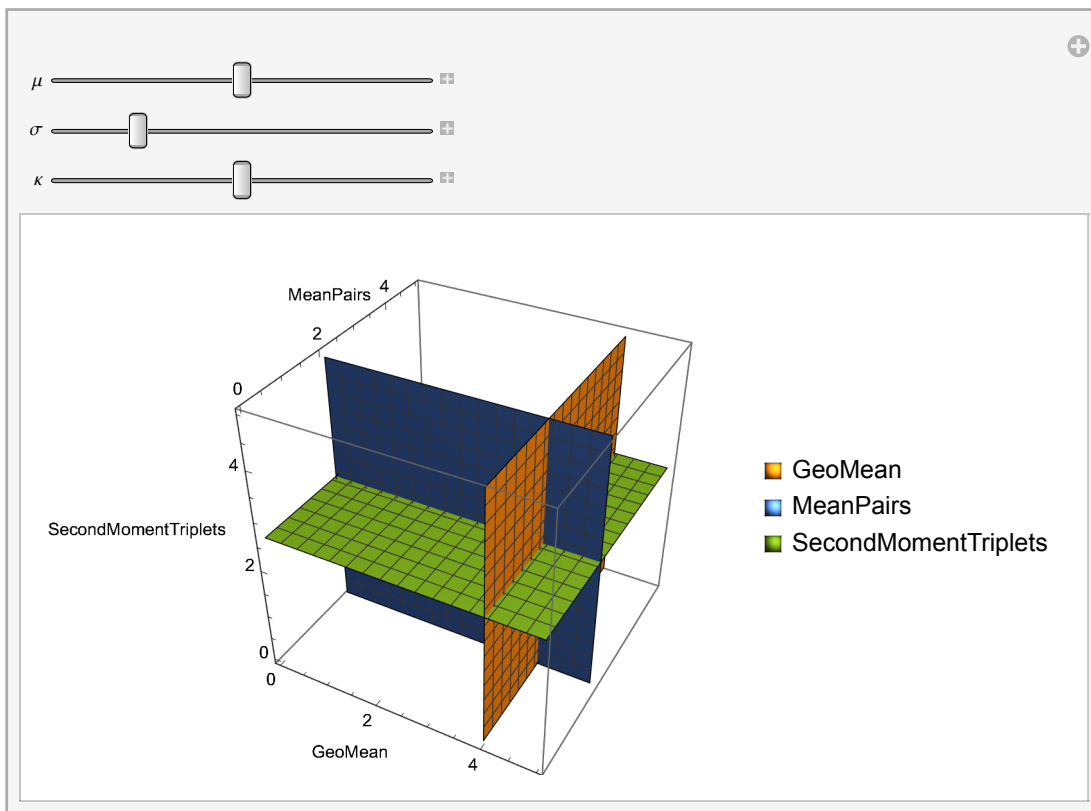 μ
σ
κ
MeanPairs
4
2
0
4
SecondMomentTriplets
2
0
0
2
GeoMean
4
GeoMean
MeanPairs
SecondMomentTriplets